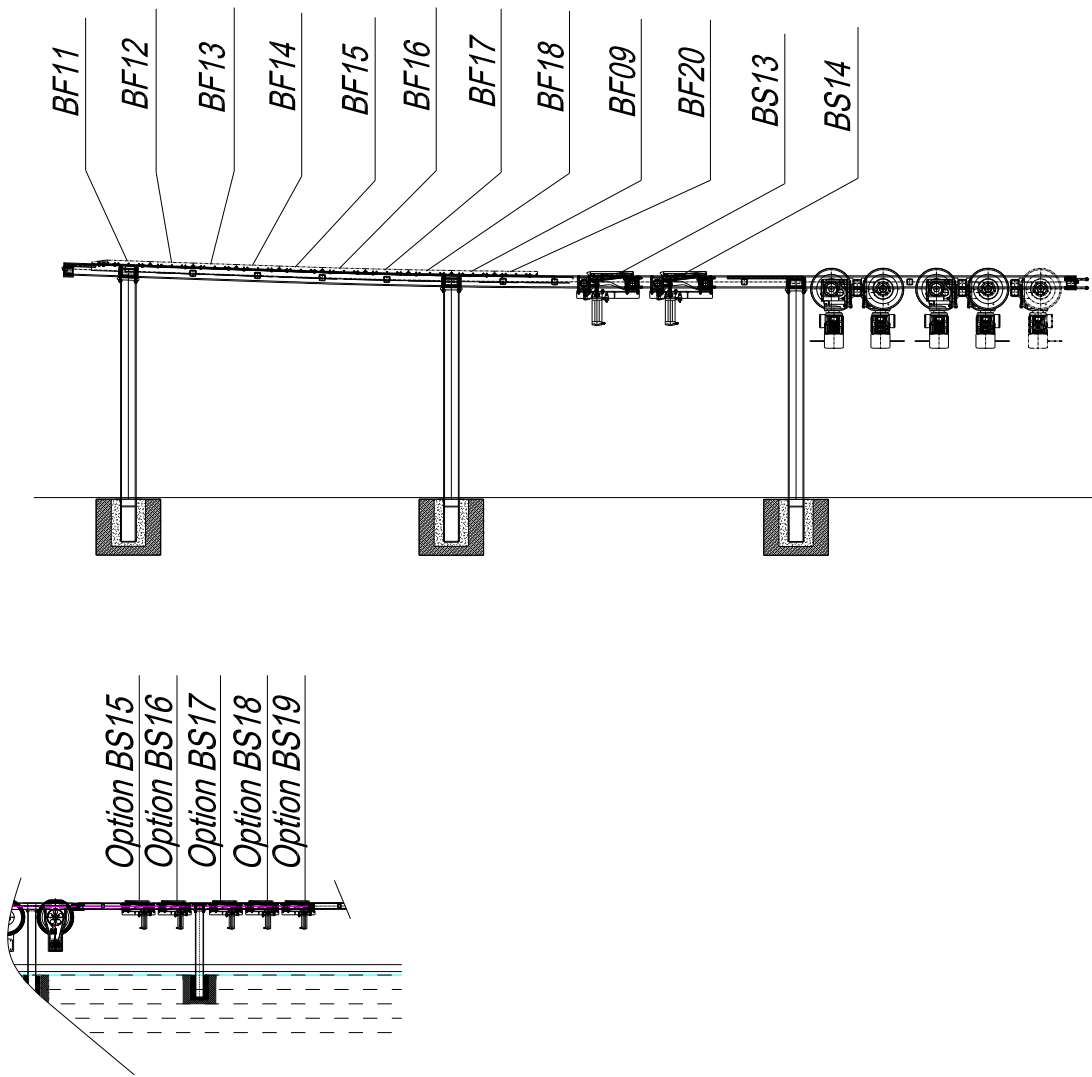 BF11
BF12
BF13
BF14
BF15
BF16
BF17
BF18
BF09
BF20
BS13
BS14
Option BS15
Option BS16
Option BS17
Option BS18
Option BS19